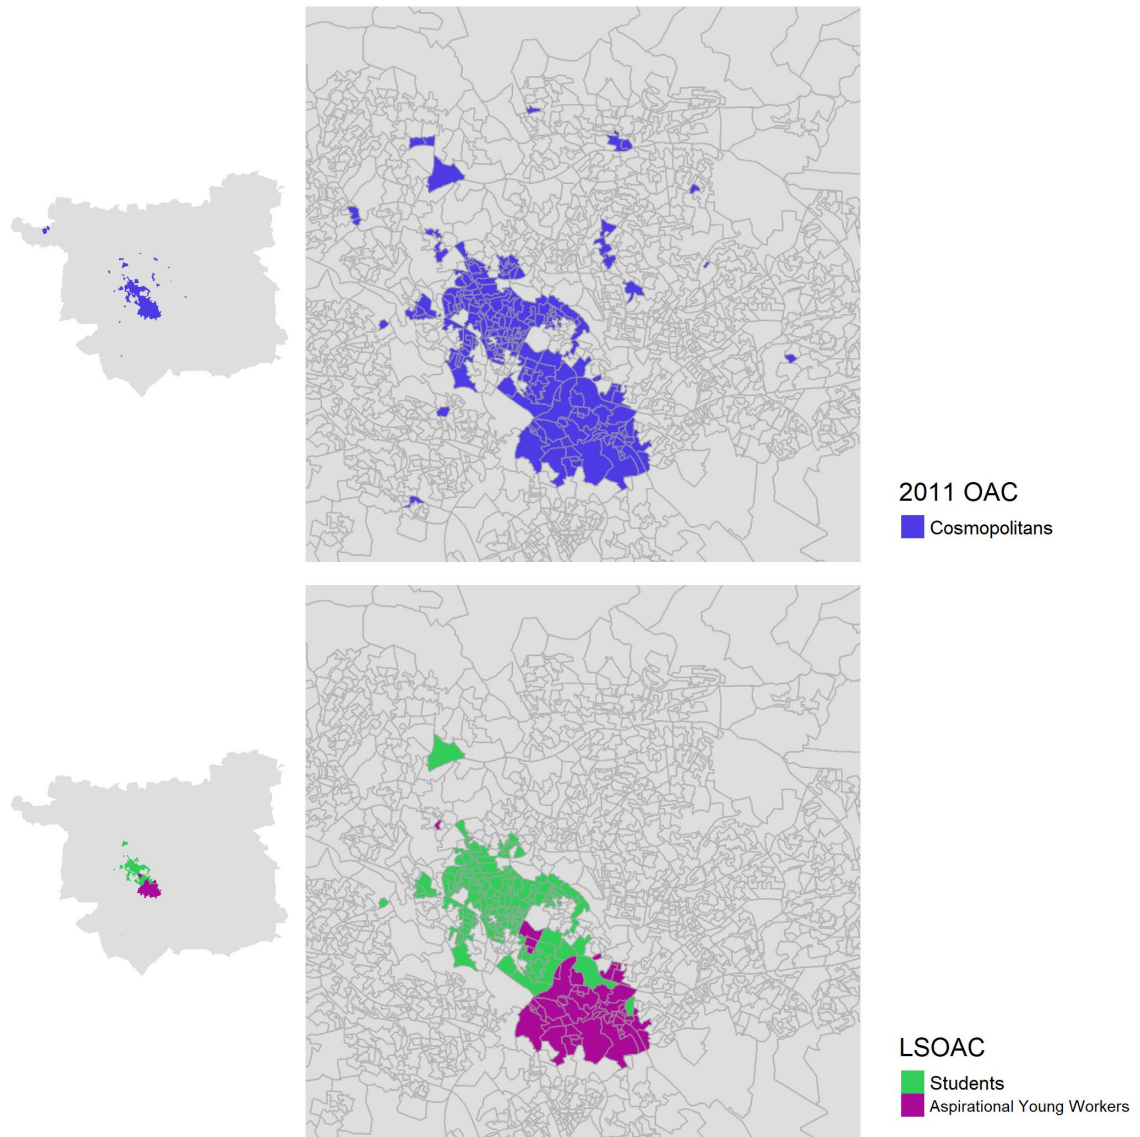 2011 OAC
Cosmopolitans
LSOAC
Students
Aspirational Young Workers